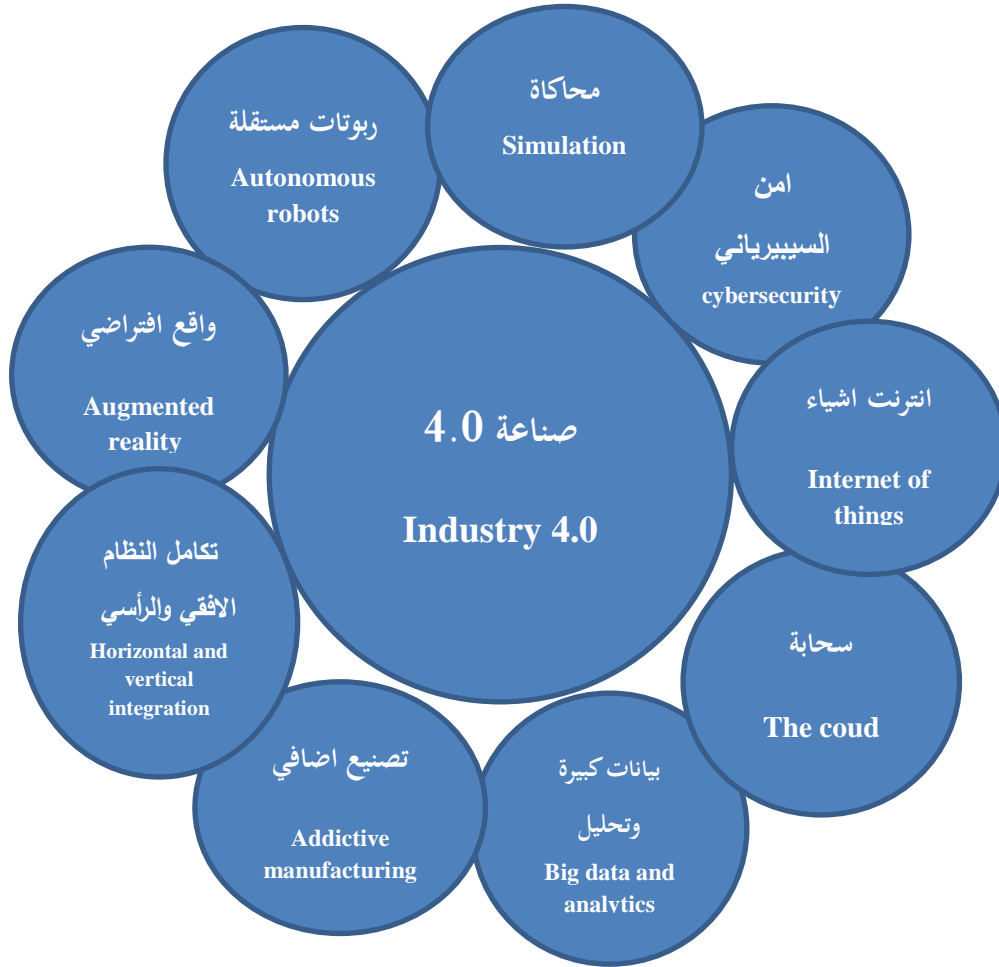 محاكاة
Simulation
امن
السيبيرياني
cybersecurity
انترنت اشياء
Internet of
things
سحابة
The coud
بيانات كبيرة
وتحليل
Big data and
analytics
تصنيع اضافي
Addictive
manufacturing
تكامل النظام
الافقي والرأسي
Horizontal and
vertical
integration
واقع افتراضي
Augmented
reality
ربوتات مستقلة
Autonomous
robots
صناعة 4.0
Industry 4.0